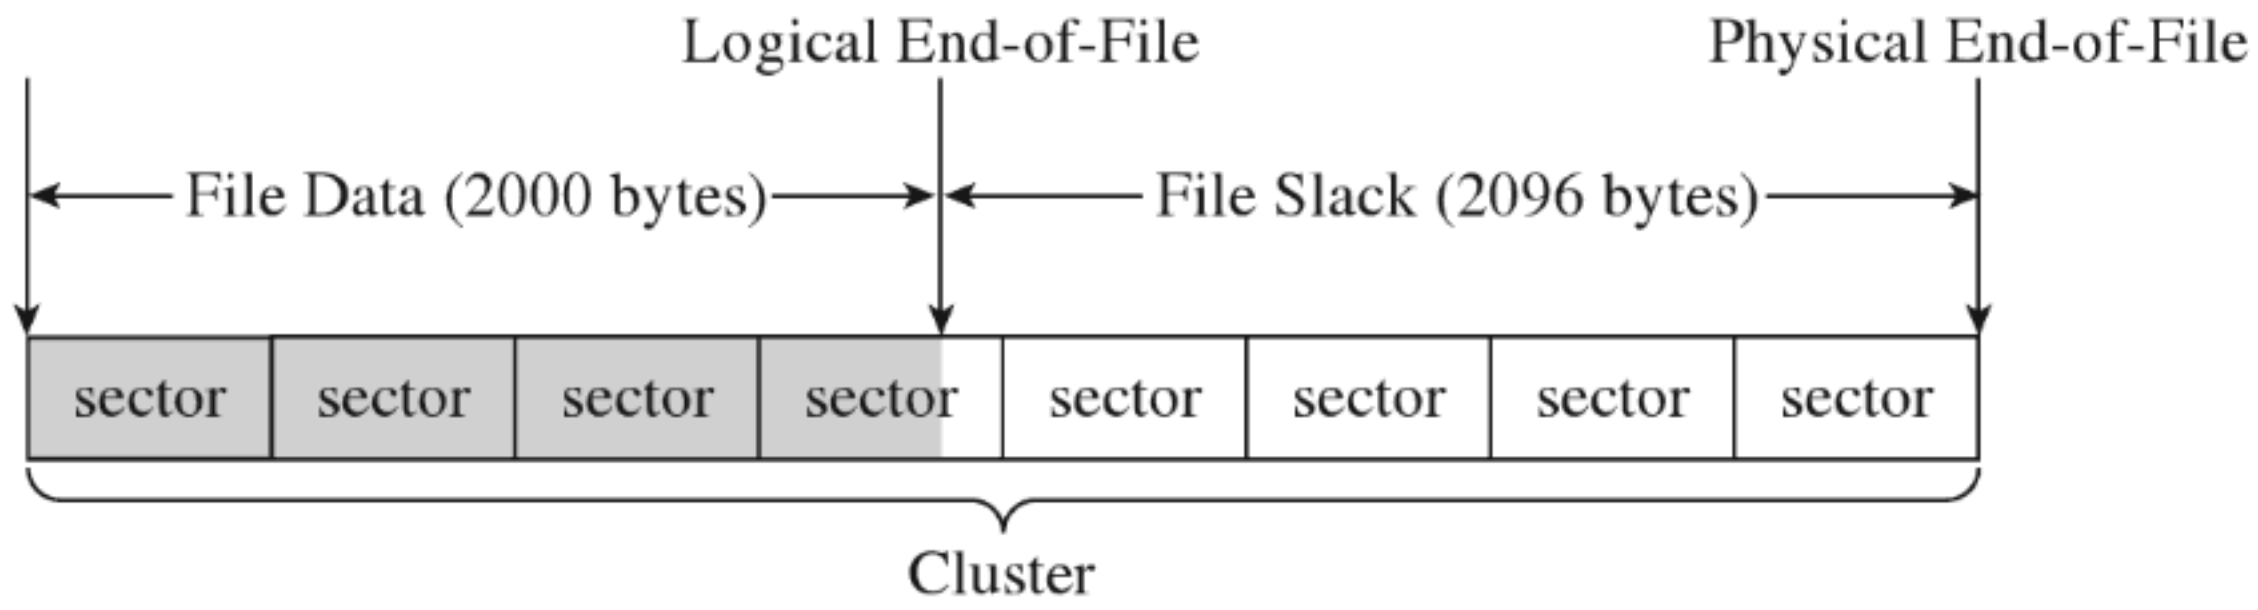 Logical End-of-File
Physical End-of-File
File Data (2000 bytes)
File Slack (2096 bytes)
sector sector sector sector sector sector sector sector
Cluster